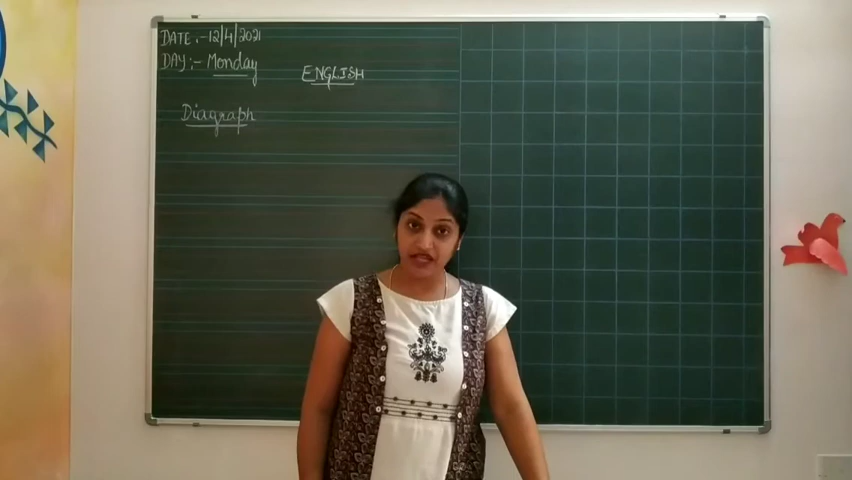 DATE :- 12/4/2021
DAY :- Monday
ENGLISH
Diagraph